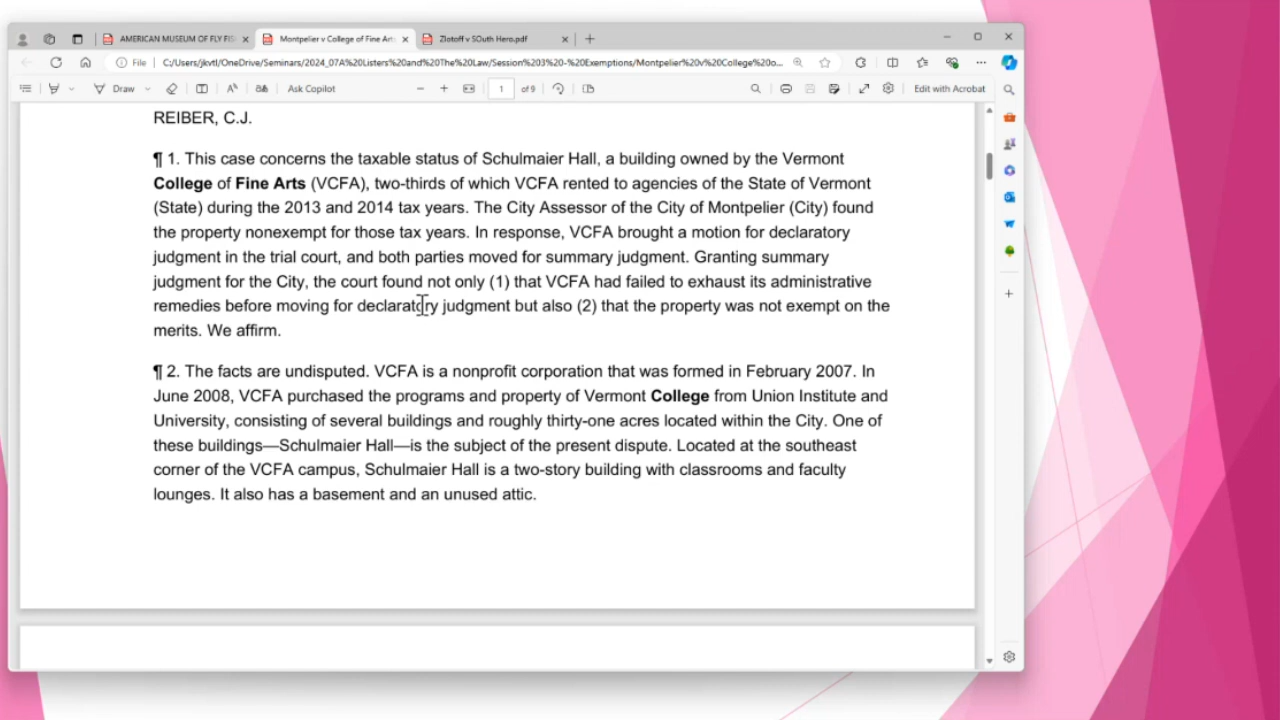 AMERICAN MUSEUM OF FLY FIS
Montpelier v College of Fine Art
Zlotoff v SOuth Hero.pdf
File
C:/Users/jkvtl/OneDrive/Seminars/2024_07A%20Listers%20and%20The%20Law/Session%203%20-%20Exemptions/Montpelier%20v%20College%20o...
Draw
Ask Copilot
1 of 9
Edit with Acrobat
REIBER, C.J.
¶ 1. This case concerns the taxable status of Schulmaier Hall, a building owned by the Vermont
College of Fine Arts (VCFA), two-thirds of which VCFA rented to agencies of the State of Vermont
(State) during the 2013 and 2014 tax years. The City Assessor of the City of Montpelier (City) found
the property nonexempt for those tax years. In response, VCFA brought a motion for declaratory
judgment in the trial court, and both parties moved for summary judgment. Granting summary
judgment for the City, the court found not only (1) that VCFA had failed to exhaust its administrative
remedies before moving for declaratory judgment but also (2) that the property was not exempt on the
merits. We affirm.
¶ 2. The facts are undisputed. VCFA is a nonprofit corporation that was formed in February 2007. In
June 2008, VCFA purchased the programs and property of Vermont College from Union Institute and
University, consisting of several buildings and roughly thirty-one acres located within the City. One of
these buildings—Schulmaier Hall—is the subject of the present dispute. Located at the southeast
corner of the VCFA campus, Schulmaier Hall is a two-story building with classrooms and faculty
lounges. It also has a basement and an unused attic.